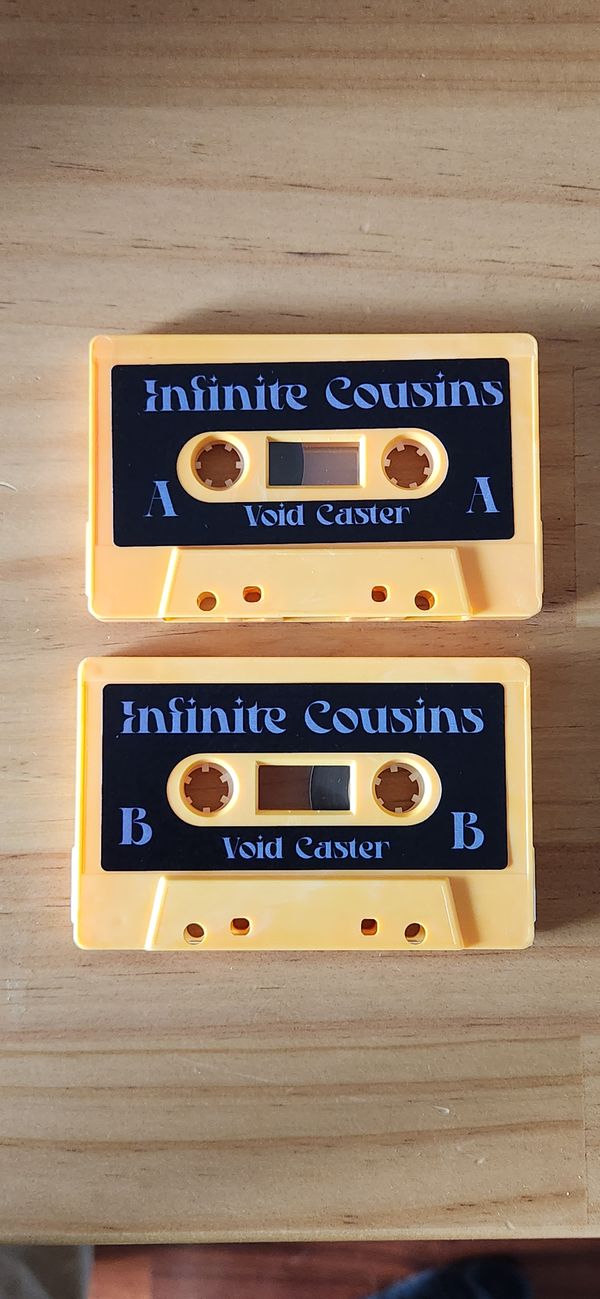 Infinite Cousins
A A
Void Caster
Infinite Cousins
B B
Void Caster